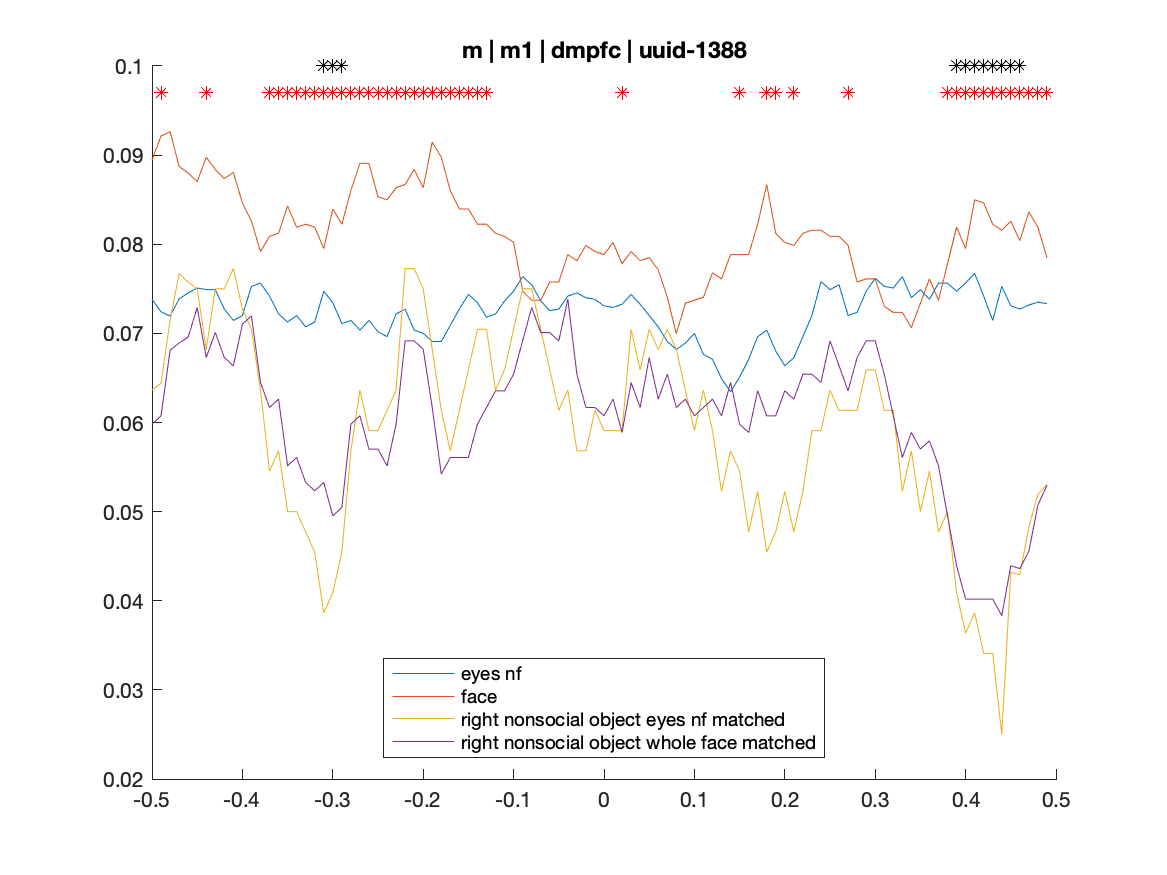 m | m1 | dmpfc | uuid-1388
0.1
0.09
0.08
0.07
0.06
0.05
0.04
0.03
0.02
eyes nf
face
right nonsocial object eyes nf matched
right nonsocial object whole face matched
-0.5 -0.4 -0.3 -0.2 -0.1 0 0.1 0.2 0.3 0.4 0.5